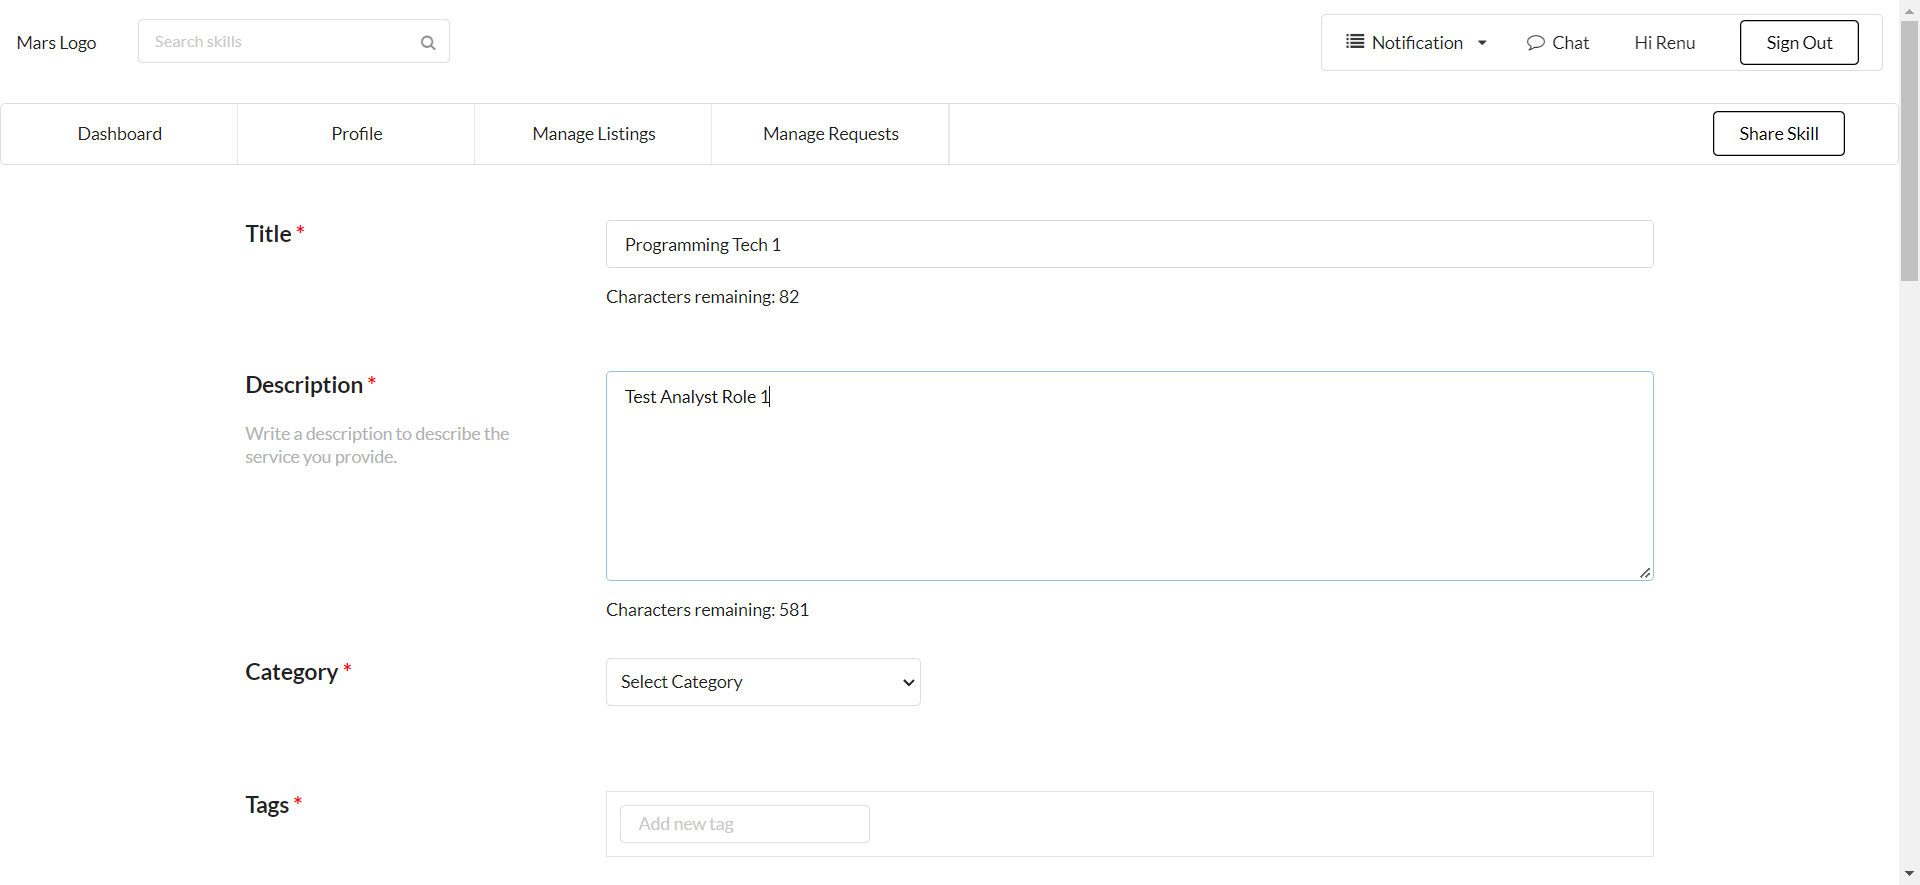 Mars Logo
Search skills
Notification
Chat
Hi Renu
Sign Out
Dashboard
Profile
Manage Listings
Manage Requests
Share Skill
Title *
Programming Tech 1
Characters remaining: 82
Description *
Write a description to describe the
service you provide.
Test Analyst Role 1
Characters remaining: 581
Category *
Select Category
Tags *
Add new tag